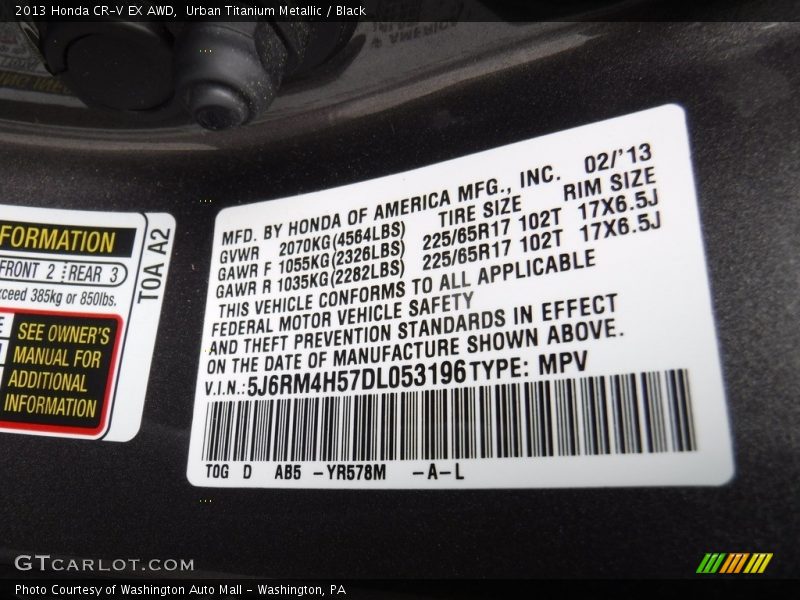 2013 Honda CR-V EX AWD, Urban Titanium Metallic / Black
MFD. BY HONDA OF AMERICA MFG., INC. 02/'13
GVWR 2070KG(4564LBS) TIRE SIZE RIM SIZE
GAWR F 1055KG(2326LBS) 225/65R17 102T 17X6.5J
GAWR R 1035KG(2282LBS) 225/65R17 102T 17X6.5J
THIS VEHICLE CONFORMS TO ALL APPLICABLE
FEDERAL MOTOR VEHICLE SAFETY
AND THEFT PREVENTION STANDARDS IN EFFECT
ON THE DATE OF MANUFACTURE SHOWN ABOVE.
V.I.N.:5J6RM4H57DL053196 TYPE: MPV
TOG D AB5 -YR578M -A-L
FORMATION
FRONT 2 REAR 3
xceed 385kg or 850lbs.
SEE OWNER'S
MANUAL FOR
ADDITIONAL
INFORMATION
TOA A2
GTCARLOT.COM
Photo Courtesy of Washington Auto Mall - Washington, PA